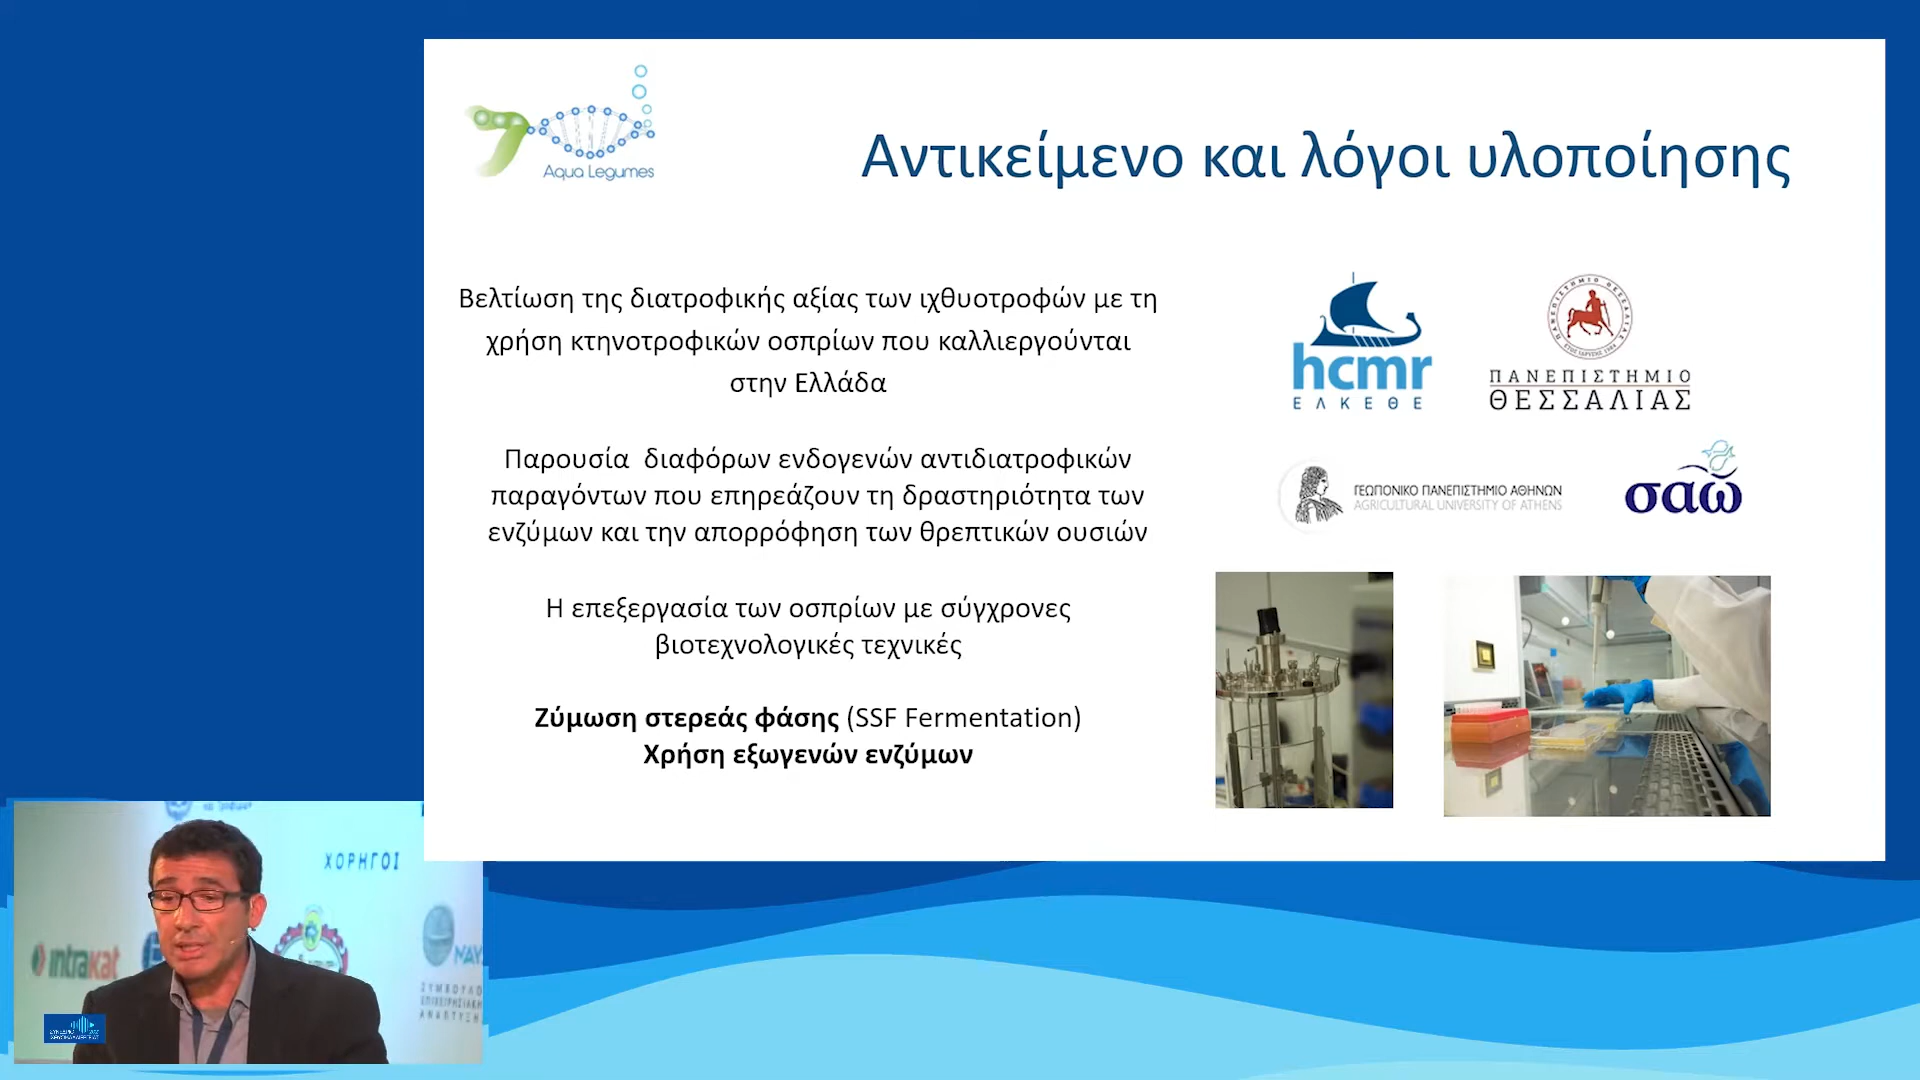 Aqua Legumes
Αντικείμενο και λόγοι υλοποίησης
Βελτίωση της διατροφικής αξίας των ιχθυοτροφών με τη
χρήση κτηνοτροφικών οσπρίων που καλλιεργούνται
στην Ελλάδα
Παρουσία διαφόρων ενδογενών αντιδιατροφικών
παραγόντων που επηρεάζουν τη δραστηριότητα των
ενζύμων και την απορρόφηση των θρεπτικών ουσιών
Η επεξεργασία των οσπρίων με σύγχρονες
βιοτεχνολογικές τεχνικές
Ζύμωση στερεάς φάσης (SSF Fermentation)
Χρήση εξωγενών ενζύμων
hcmr
ΕΛΚΕΘΕ
ΠΑΝΕΠΙΣΤΗΜΙΟ
ΘΕΣΣΑΛΙΑΣ
ΓΕΩΠΟΝΙΚΟ ΠΑΝΕΠΙΣΤΗΜΙΟ ΑΘΗΝΩΝ
AGRICULTURAL UNIVERSITY OF ATHENS
σαῶ
ΧΟΡΗΓΟΙ
intrakat
ΣΥΜΒΟΥΛΟ
ΕΠΙΧΕΙΡΗΣΙΑΚΗ
ΑΝΑΠΤΥΞΗ